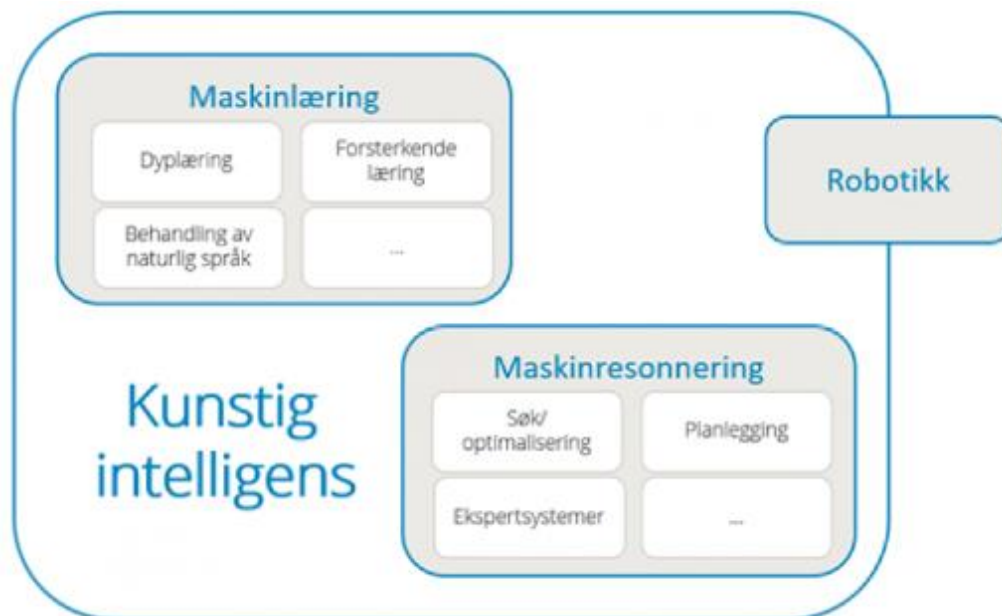 Maskinlæring
Dyplæring
Forsterkende
læring
Behandling av
naturlig språk
...
Robotikk
Kunstig
intelligens
Maskinresonnering
Søk/
optimalisering
Planlegging
Ekspertsystemer
...